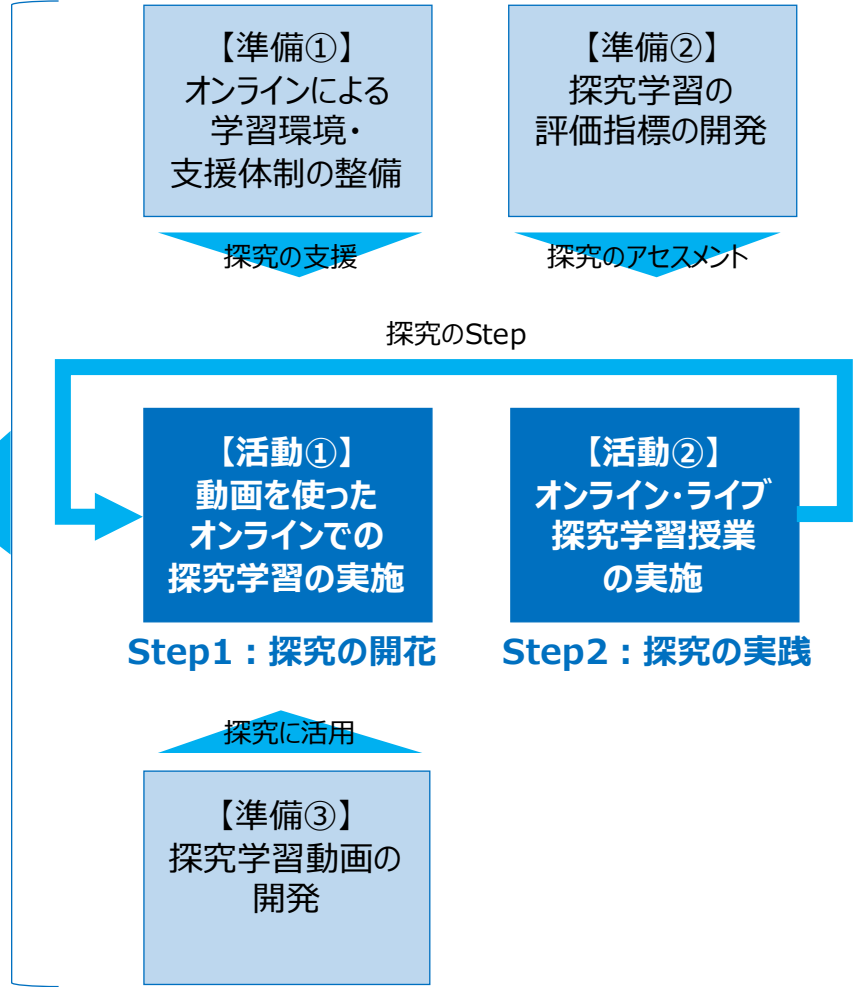 【準備①】
オンラインによる
学習環境・
支援体制の整備
【準備②】
探究学習の
評価指標の開発
探究の支援
探究のアセスメント
探究のStep
【活動①】
動画を使った
オンラインでの
探究学習の実施
【活動②】
オンライン・ライブ
探究学習授業
の実施
Step1：探究の開花
Step2：探究の実践
探究に活用
【準備③】
探究学習動画の
開発